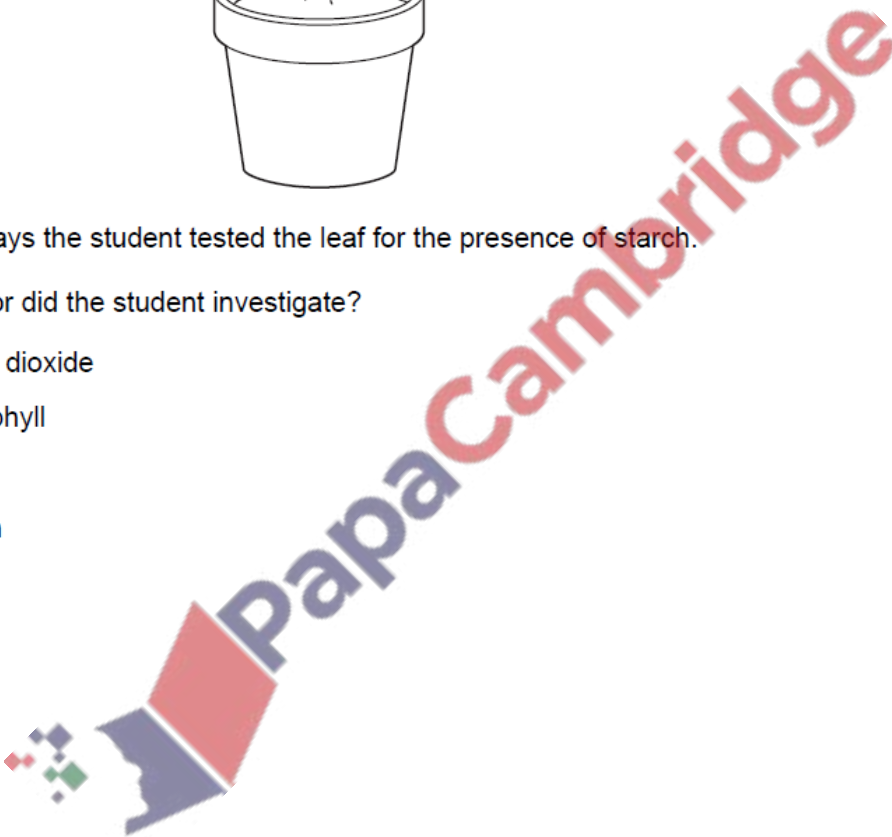 ays the student tested the leaf for the presence of starch.
or did the student investigate?
dioxide
phyll
PapaCambridge